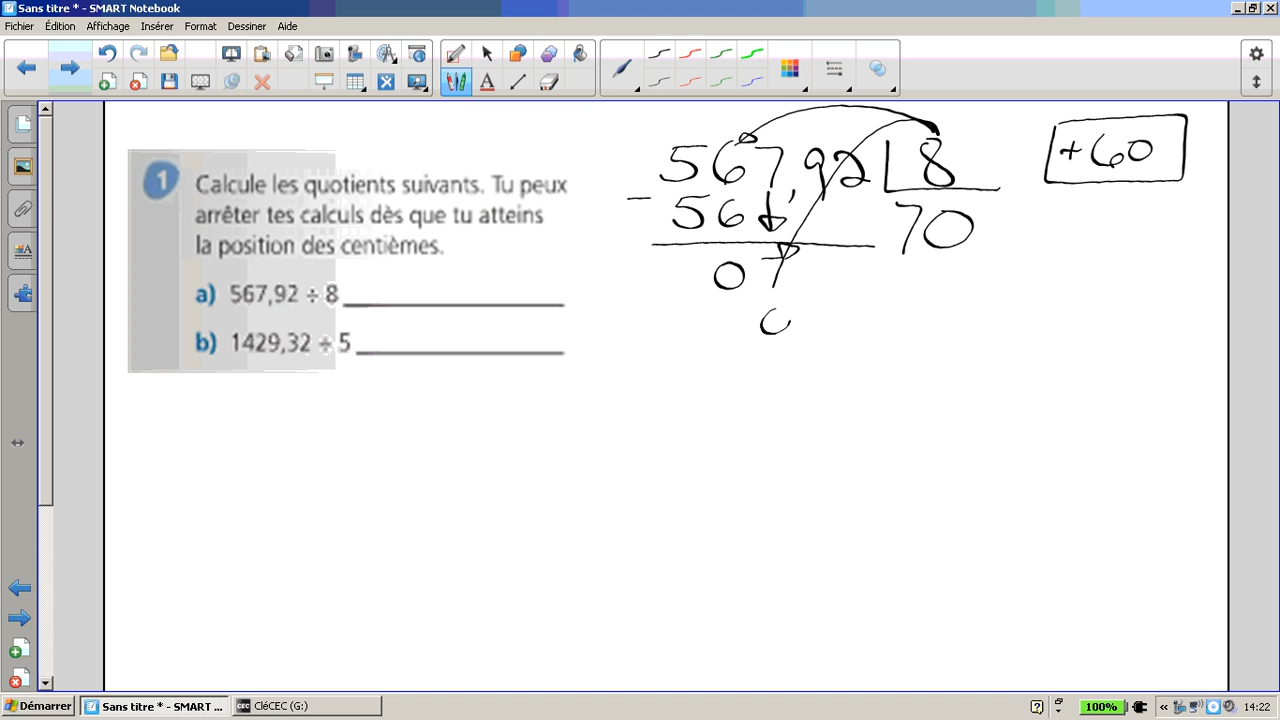 Sans titre * - SMART Notebook
Fichier Édition Affichage Insérer Format Dessiner Aide
1 Calcule les quotients suivants. Tu peux
arrêter tes calculs dès que tu atteins
la position des centièmes.
a) 567,92 ÷ 8
b) 1429,32 ÷ 5
567,92 8
- 56 70
07
0
+60
Démarrer Sans titre * - SMART ... CléCEC (G:) 100% « 14:22